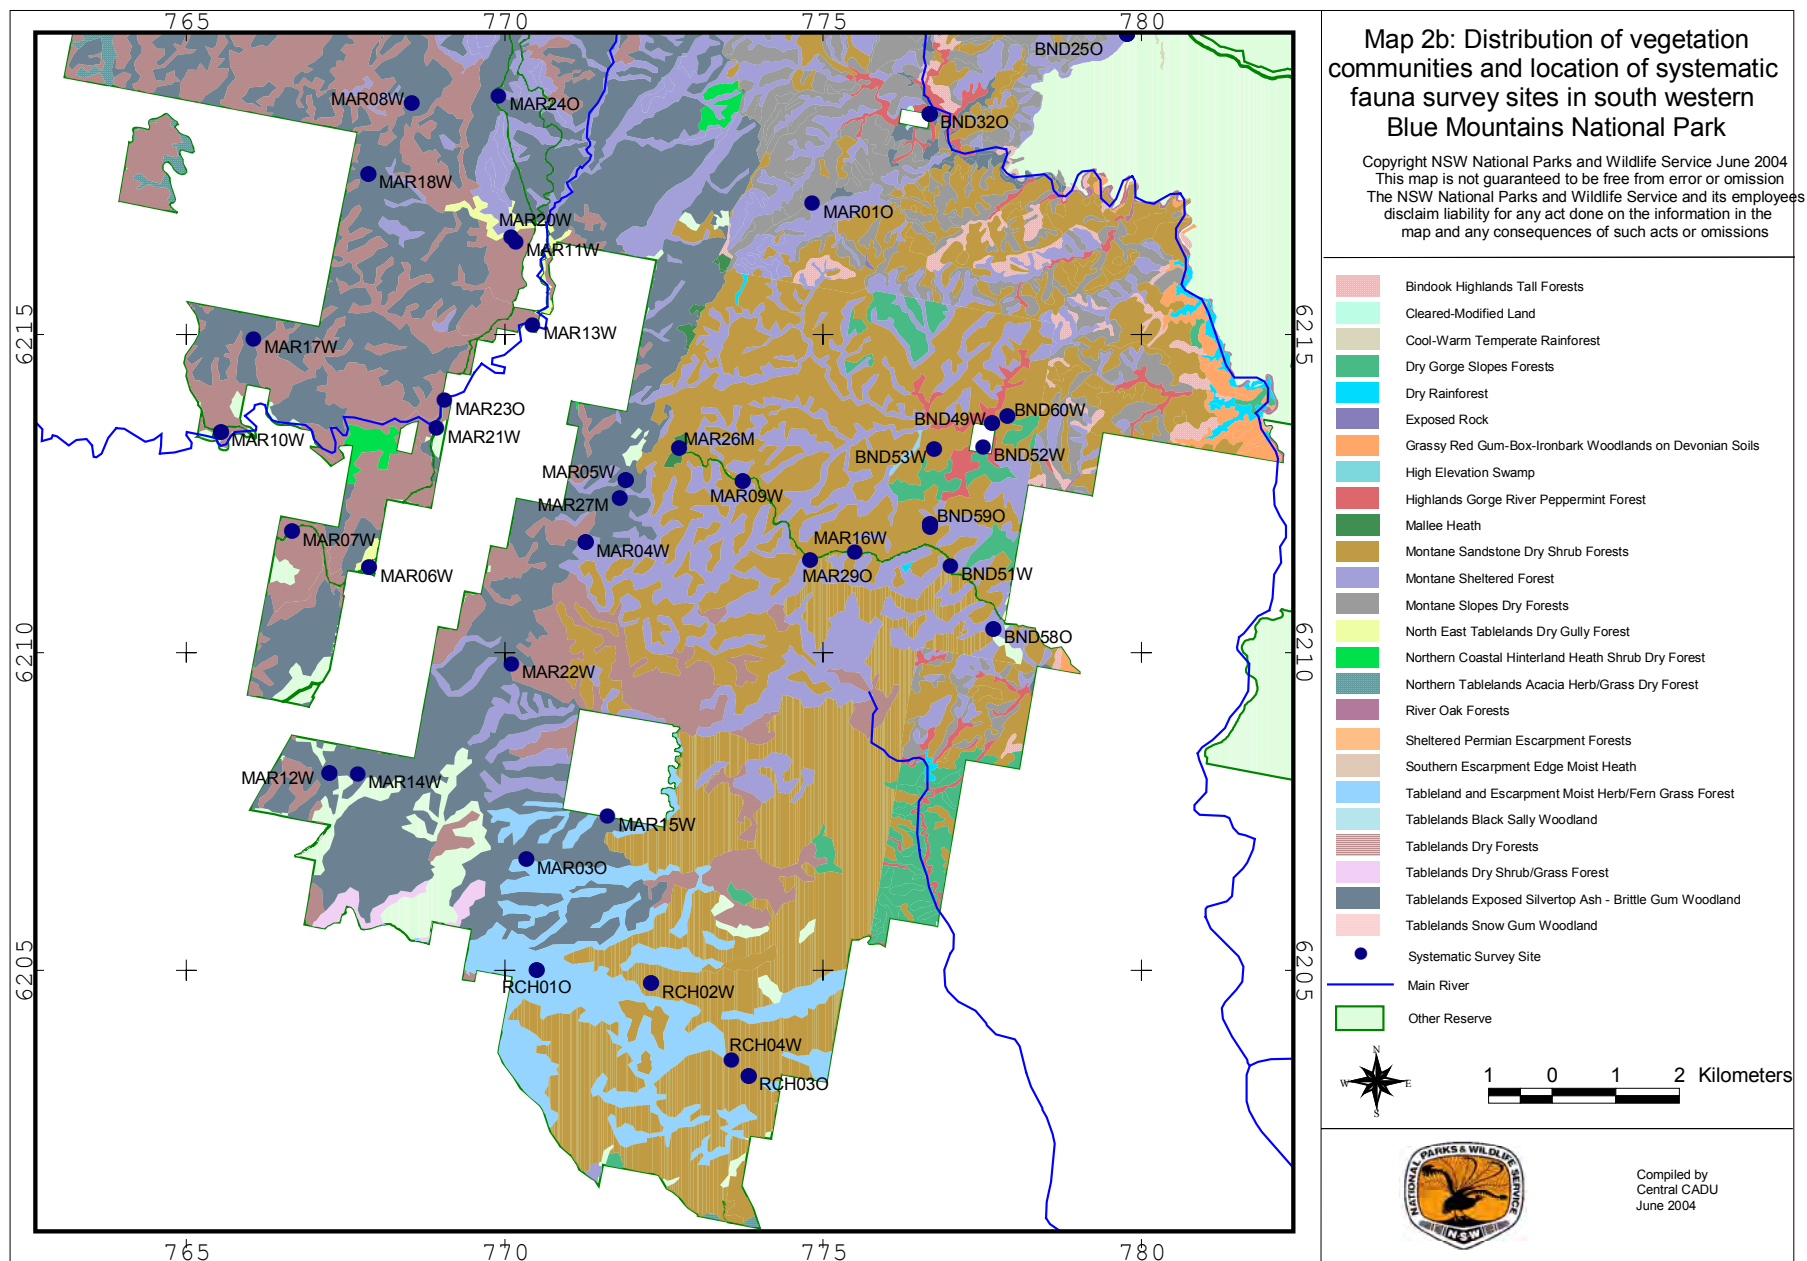 765 770 775 780
Map 2b: Distribution of vegetation
communities and location of systematic
fauna survey sites in south western
Blue Mountains National Park
Copyright NSW National Parks and Wildlife Service June 2004
This map is not guaranteed to be free from error or omission
The NSW National Parks and Wildlife Service and its employees
disclaim liability for any act done on the information in the
map and any consequences of such acts or omissions
BND25O
MAR08W
MAR24O
BND32O
MAR18W
MAR01O
MAR20W
MAR11W
MAR13W
MAR17W
6215
6215
MAR23O
MAR10W
MAR21W
BND49W
BND60W
MAR26M
BND53W
BND52W
MAR05W
MAR09W
MAR27M
BND59O
MAR07W
MAR04W
MAR16W
MAR06W
MAR29O
BND51W
BND58O
6210
6210
MAR22W
MAR12W
MAR14W
MAR15W
MAR03O
6205
6205
RCH01O
RCH02W
RCH04W
RCH03O
765 770 775 780
Bindook Highlands Tall Forests
Cleared-Modified Land
Cool-Warm Temperate Rainforest
Dry Gorge Slopes Forests
Dry Rainforest
Exposed Rock
Grassy Red Gum-Box-Ironbark Woodlands on Devonian Soils
High Elevation Swamp
Highlands Gorge River Peppermint Forest
Mallee Heath
Montane Sandstone Dry Shrub Forests
Montane Sheltered Forest
Montane Slopes Dry Forests
North East Tablelands Dry Gully Forest
Northern Coastal Hinterland Heath Shrub Dry Forest
Northern Tablelands Acacia Herb/Grass Dry Forest
River Oak Forests
Sheltered Permian Escarpment Forests
Southern Escarpment Edge Moist Heath
Tableland and Escarpment Moist Herb/Fern Grass Forest
Tablelands Black Sally Woodland
Tablelands Dry Forests
Tablelands Dry Shrub/Grass Forest
Tablelands Exposed Silvertop Ash - Brittle Gum Woodland
Tablelands Snow Gum Woodland
Systematic Survey Site
Main River
Other Reserve
N
W E
S
1 0 1 2 Kilometers
NATIONAL PARKS & WILDLIFE SERVICE
NSW
Compiled by
Central CADU
June 2004